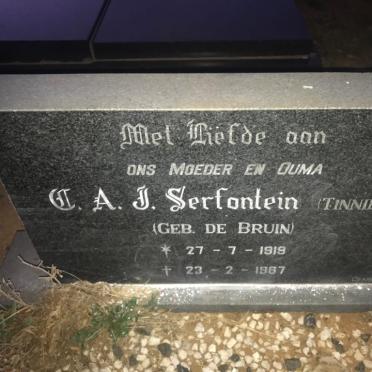 Met Liefde aan
ONS MOEDER EN OUMA
C. A. J. Serfontein (TINNIE
(GEB. DE BRUIN)
* 27 - 7 - 1919
† 23 - 2 - 1987